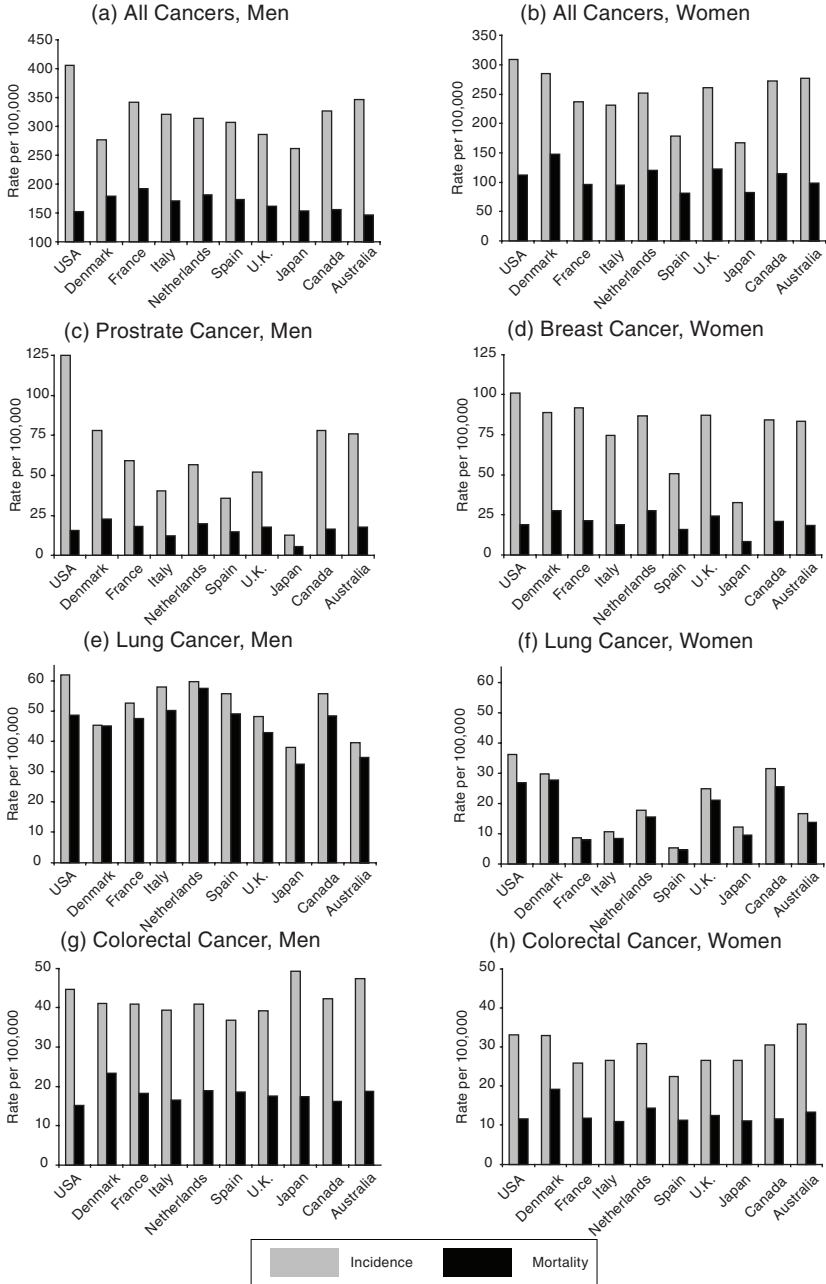 (a) All Cancers, Men
Rate per 100,000
450
400
350
300
250
200
150
100
USA
Denmark
France
Italy
Netherlands
Spain
U.K.
Japan
Canada
Australia
(b) All Cancers, Women
Rate per 100,000
350
300
250
200
150
100
50
0
USA
Denmark
France
Italy
Netherlands
Spain
U.K.
Japan
Canada
Australia
(c) Prostrate Cancer, Men
Rate per 100,000
125
100
75
50
25
0
USA
Denmark
France
Italy
Netherlands
Spain
U.K.
Japan
Canada
Australia
(d) Breast Cancer, Women
Rate per 100,000
125
100
75
50
25
0
USA
Denmark
France
Italy
Netherlands
Spain
U.K.
Japan
Canada
Australia
(e) Lung Cancer, Men
Rate per 100,000
60
50
40
30
20
10
0
USA
Denmark
France
Italy
Netherlands
Spain
U.K.
Japan
Canada
Australia
(f) Lung Cancer, Women
Rate per 100,000
60
50
40
30
20
10
0
USA
Denmark
France
Italy
Netherlands
Spain
U.K.
Japan
Canada
Australia
(g) Colorectal Cancer, Men
Rate per 100,000
50
40
30
20
10
0
USA
Denmark
France
Italy
Netherlands
Spain
U.K.
Japan
Canada
Australia
(h) Colorectal Cancer, Women
Rate per 100,000
50
40
30
20
10
0
USA
Denmark
France
Italy
Netherlands
Spain
U.K.
Japan
Canada
Australia
Incidence
Mortality